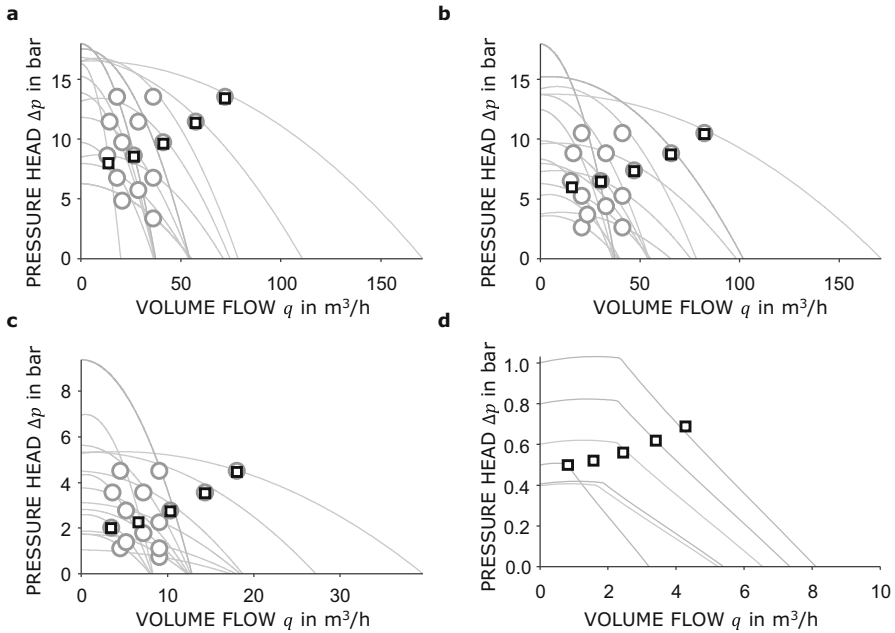 a
PRESSURE HEAD Δp in bar
15
10
5
0
0 50 100 150
VOLUME FLOW q in m³/h
b
PRESSURE HEAD Δp in bar
15
10
5
0
0 50 100 150
VOLUME FLOW q in m³/h
c
PRESSURE HEAD Δp in bar
8
6
4
2
0
0 10 20 30
VOLUME FLOW q in m³/h
d
PRESSURE HEAD Δp in bar
1.0
0.8
0.6
0.4
0.2
0.0
0 2 4 6 8 10
VOLUME FLOW q in m³/h